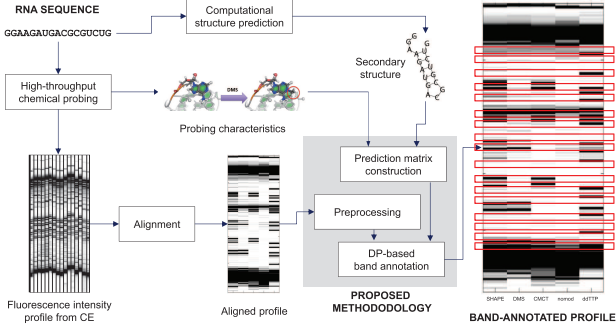 RNA SEQUENCE
GGAAGAUGACGCGUCUG
Computational
structure prediction
High-throughput
chemical probing
DMS
Probing characteristics
Secondary
structure
G G A A G A U G A C G C G U C U G
Prediction matrix
construction
Alignment
Preprocessing
DP-based
band annotation
Fluorescence intensity
profile from CE
Aligned profile
PROPOSED
METHODODOLOGY
SHAPE DMS DMCT nomod ddTTP
BAND-ANNOTATED PROFILE